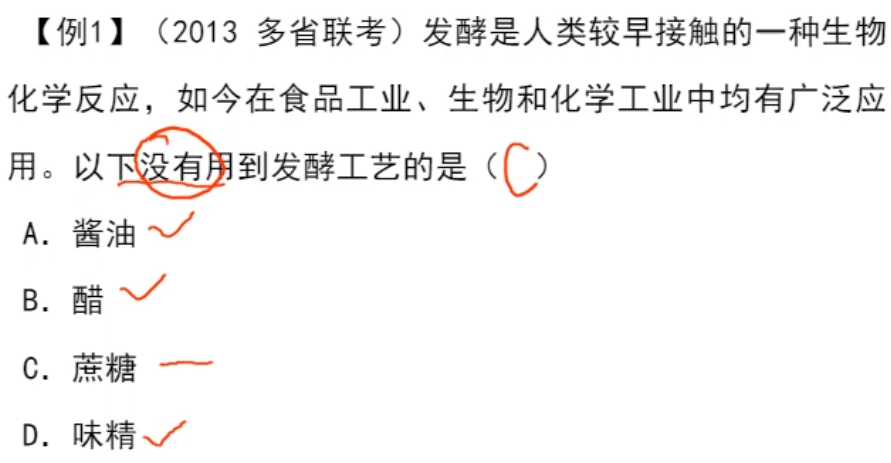 【例1】（2013 多省联考）发酵是人类较早接触的一种生物
化学反应，如今在食品工业、生物和化学工业中均有广泛应
用。以下没有用到发酵工艺的是（C）
A. 酱油
B. 醋
C. 蔗糖
D. 味精